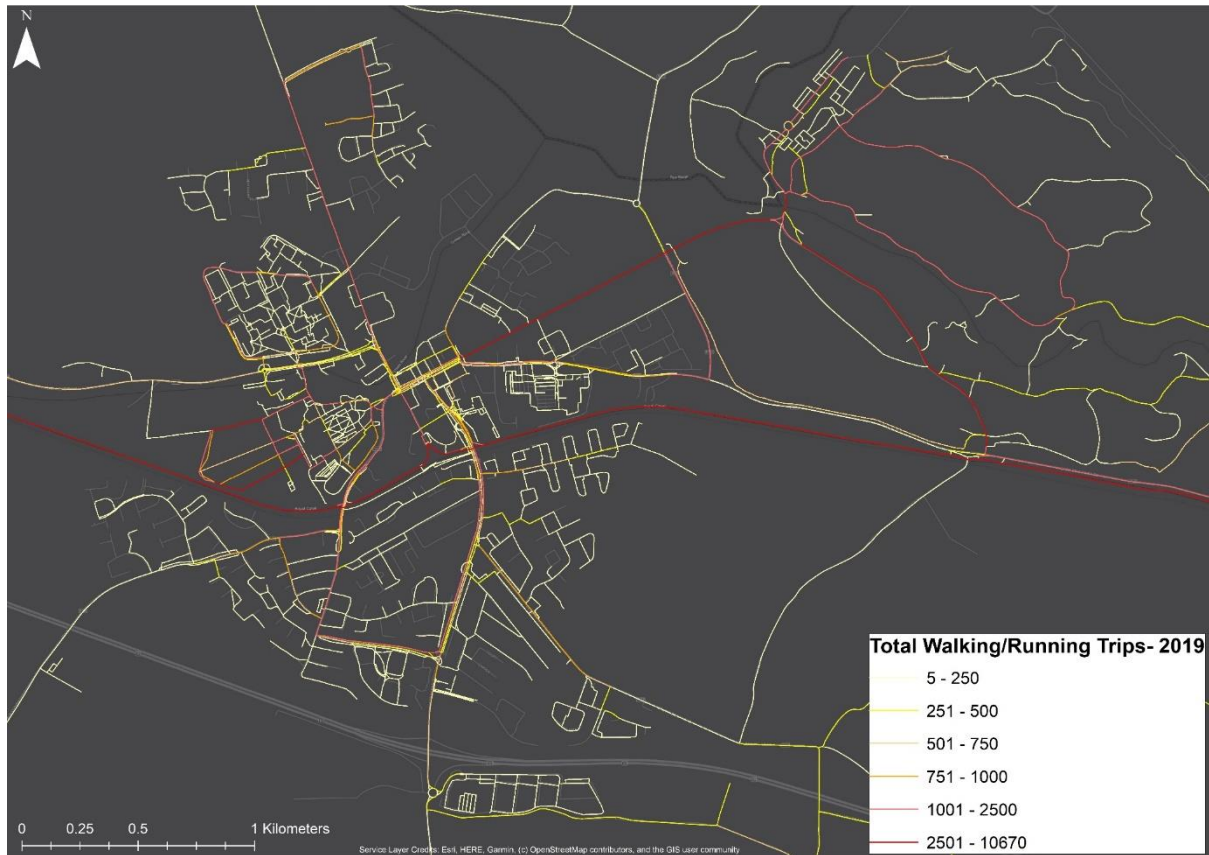 N
Total Walking/Running Trips- 2019
5 - 250
251 - 500
501 - 750
751 - 1000
1001 - 2500
2501 - 10670
0 0.25 0.5 1 Kilometers
Service Layer Credits: Esri, HERE, Garmin, (c) OpenStreetMap contributors, and the GIS user community